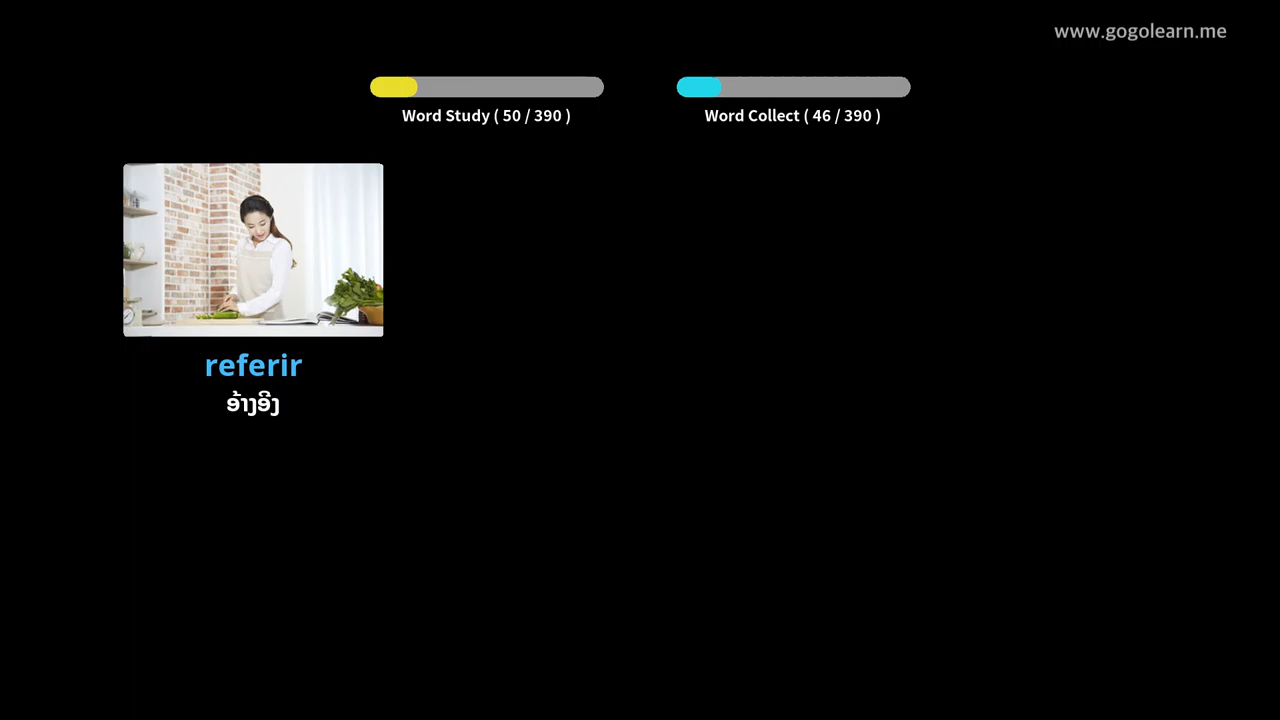 www.gogolearn.me
Word Study ( 50 / 390 )
Word Collect ( 46 / 390 )
referir
ອ້າງອີງ